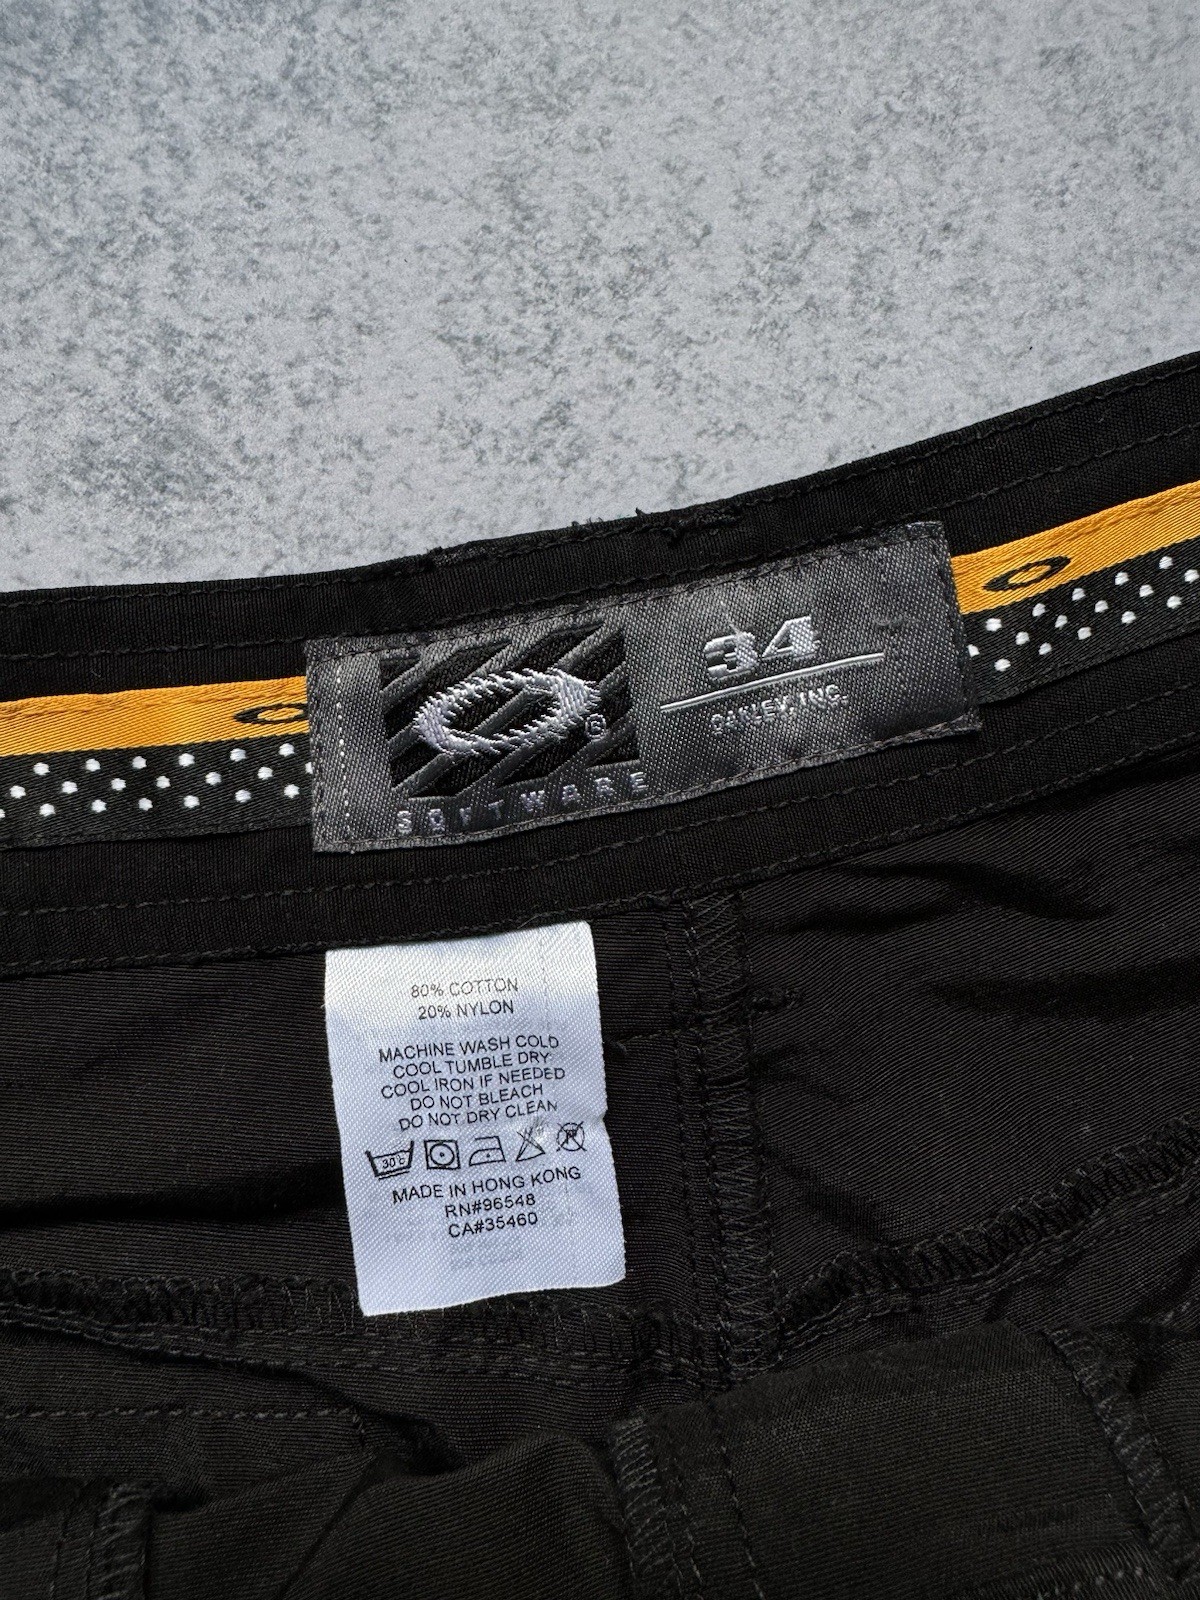 34
OAKLEY, INC.
®
SOFTWARE
80% COTTON
20% NYLON
MACHINE WASH COLD
COOL TUMBLE DRY
COOL IRON IF NEEDED
DO NOT BLEACH
DO NOT DRY CLEAN
30°c
MADE IN HONG KONG
RN#96548
CA#35460